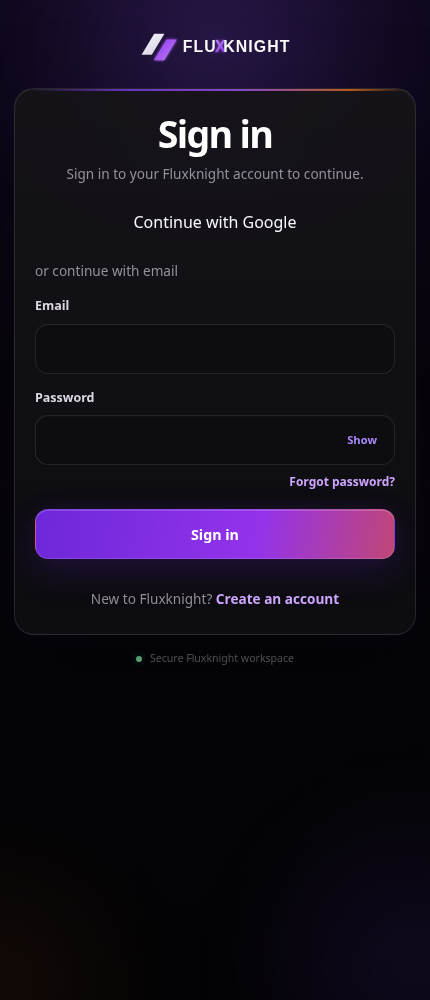 FLUXKNIGHT
Sign in
Sign in to your Fluxknight account to continue.
Continue with Google
or continue with email
Email
Password
Show
Forgot password?
Sign in
New to Fluxknight? Create an account
Secure Fluxknight workspace